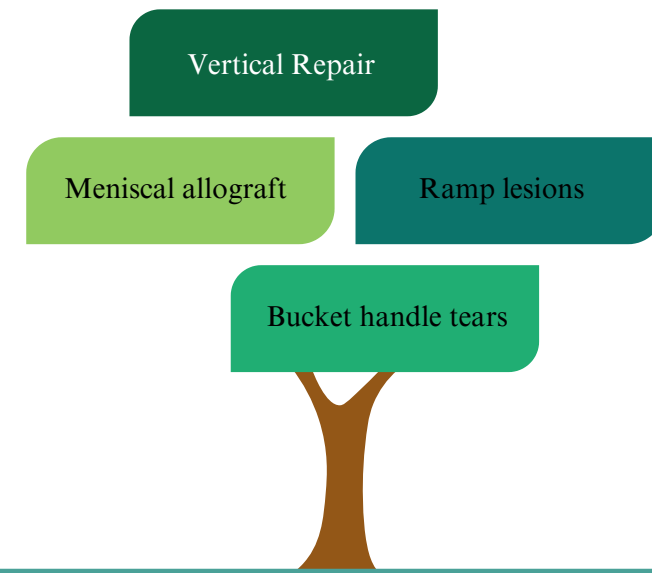 Vertical Repair
Meniscal allograft
Ramp lesions
Bucket handle tears